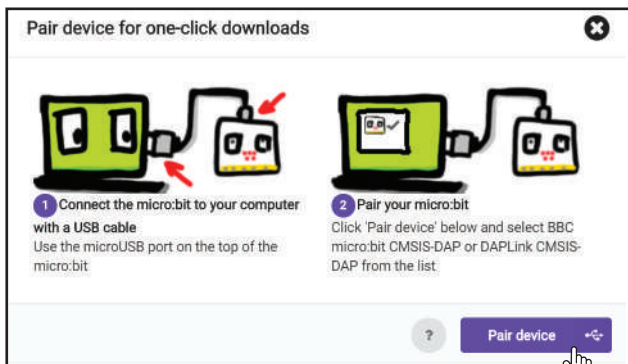 Pair device for one-click downloads
1 Connect the micro:bit to your computer
with a USB cable
Use the microUSB port on the top of the
micro:bit
2 Pair your micro:bit
Click 'Pair device' below and select BBC
micro:bit CMSIS-DAP or DAPLink CMSIS-
DAP from the list
?
Pair device